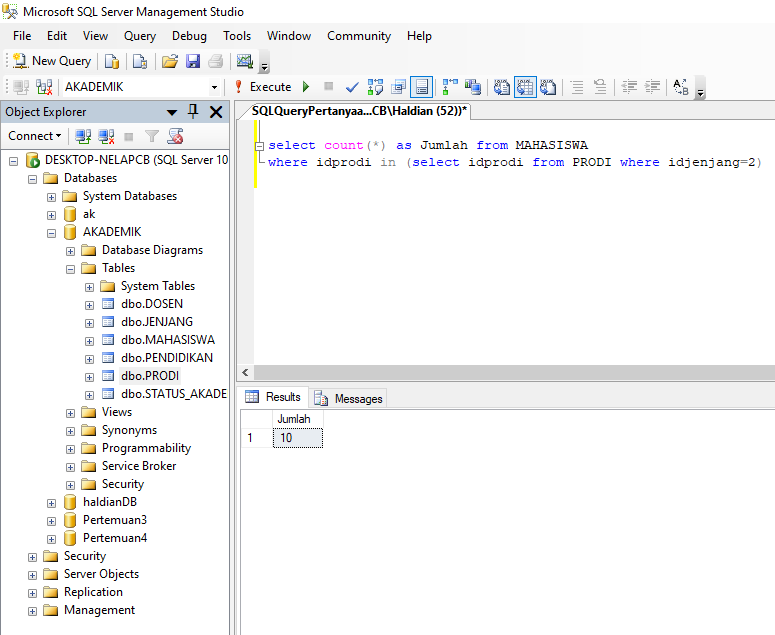 Microsoft SQL Server Management Studio
File Edit View Query Debug Tools Window Community Help
New Query
AKADEMIK Execute
Object Explorer
SQLQueryPertanyaa...CB\Haldian (52))*
Connect
select count(*) as Jumlah from MAHASISWA
where idprodi in (select idprodi from PRODI where idjenjang=2)
DESKTOP-NELAPCB (SQL Server 10
Databases
System Databases
ak
AKADEMIK
Database Diagrams
Tables
System Tables
dbo.DOSEN
dbo.JENJANG
dbo.MAHASISWA
dbo.PENDIDIKAN
dbo.PRODI
dbo.STATUS_AKADE
Views
Synonyms
Programmability
Service Broker
Security
haldianDB
Pertemuan3
Pertemuan4
Security
Server Objects
Replication
Management
Results Messages
Jumlah
1 10